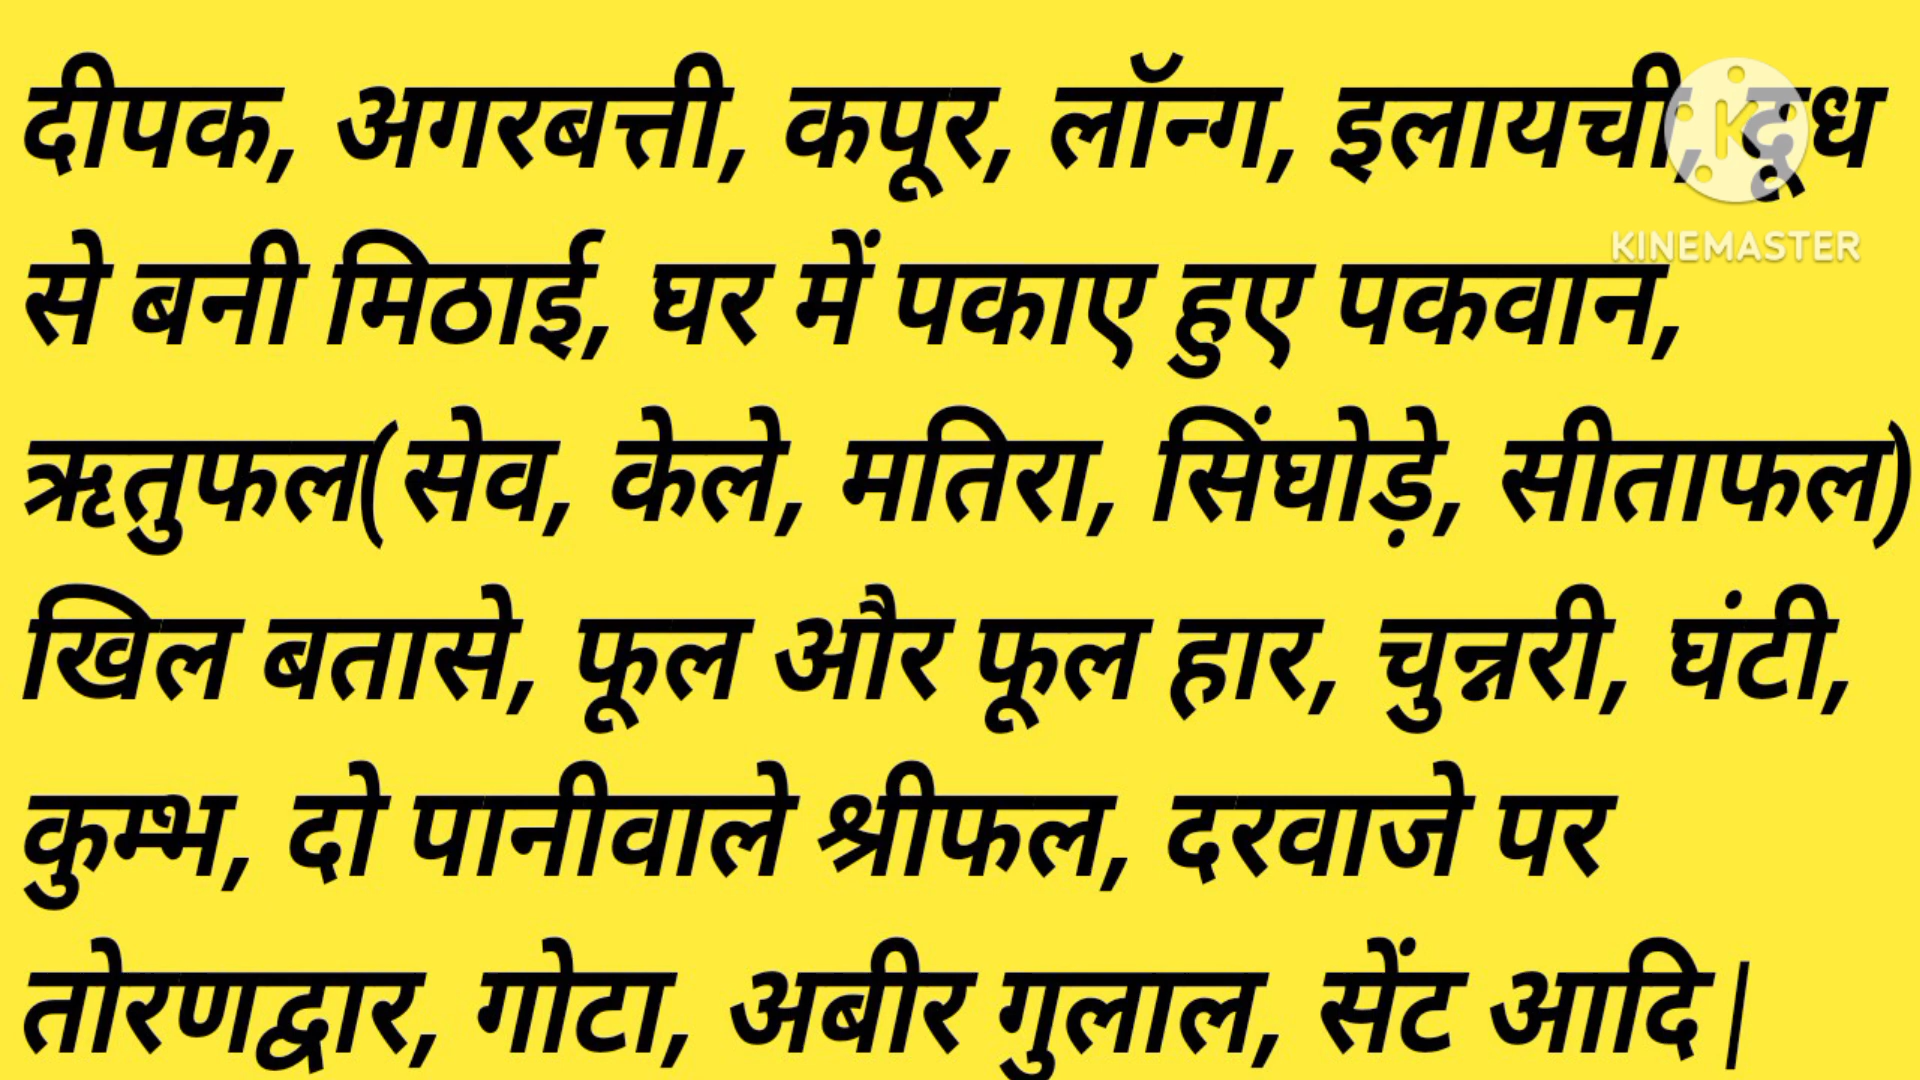 दीपक, अगरबत्ती, कपूर, लॉन्ग, इलायची, दूध
KINEMASTER
से बनी मिठाई, घर में पकाए हुए पकवान,
ऋतुफल(सेव, केले, मतिरा, सिंघोड़े, सीताफल)
खिल बतासे, फूल और फूल हार, चुन्नरी, घंटी,
कुम्भ, दो पानीवाले श्रीफल, दरवाजे पर
तोरणद्वार, गोटा, अबीर गुलाल, सेंट आदि|